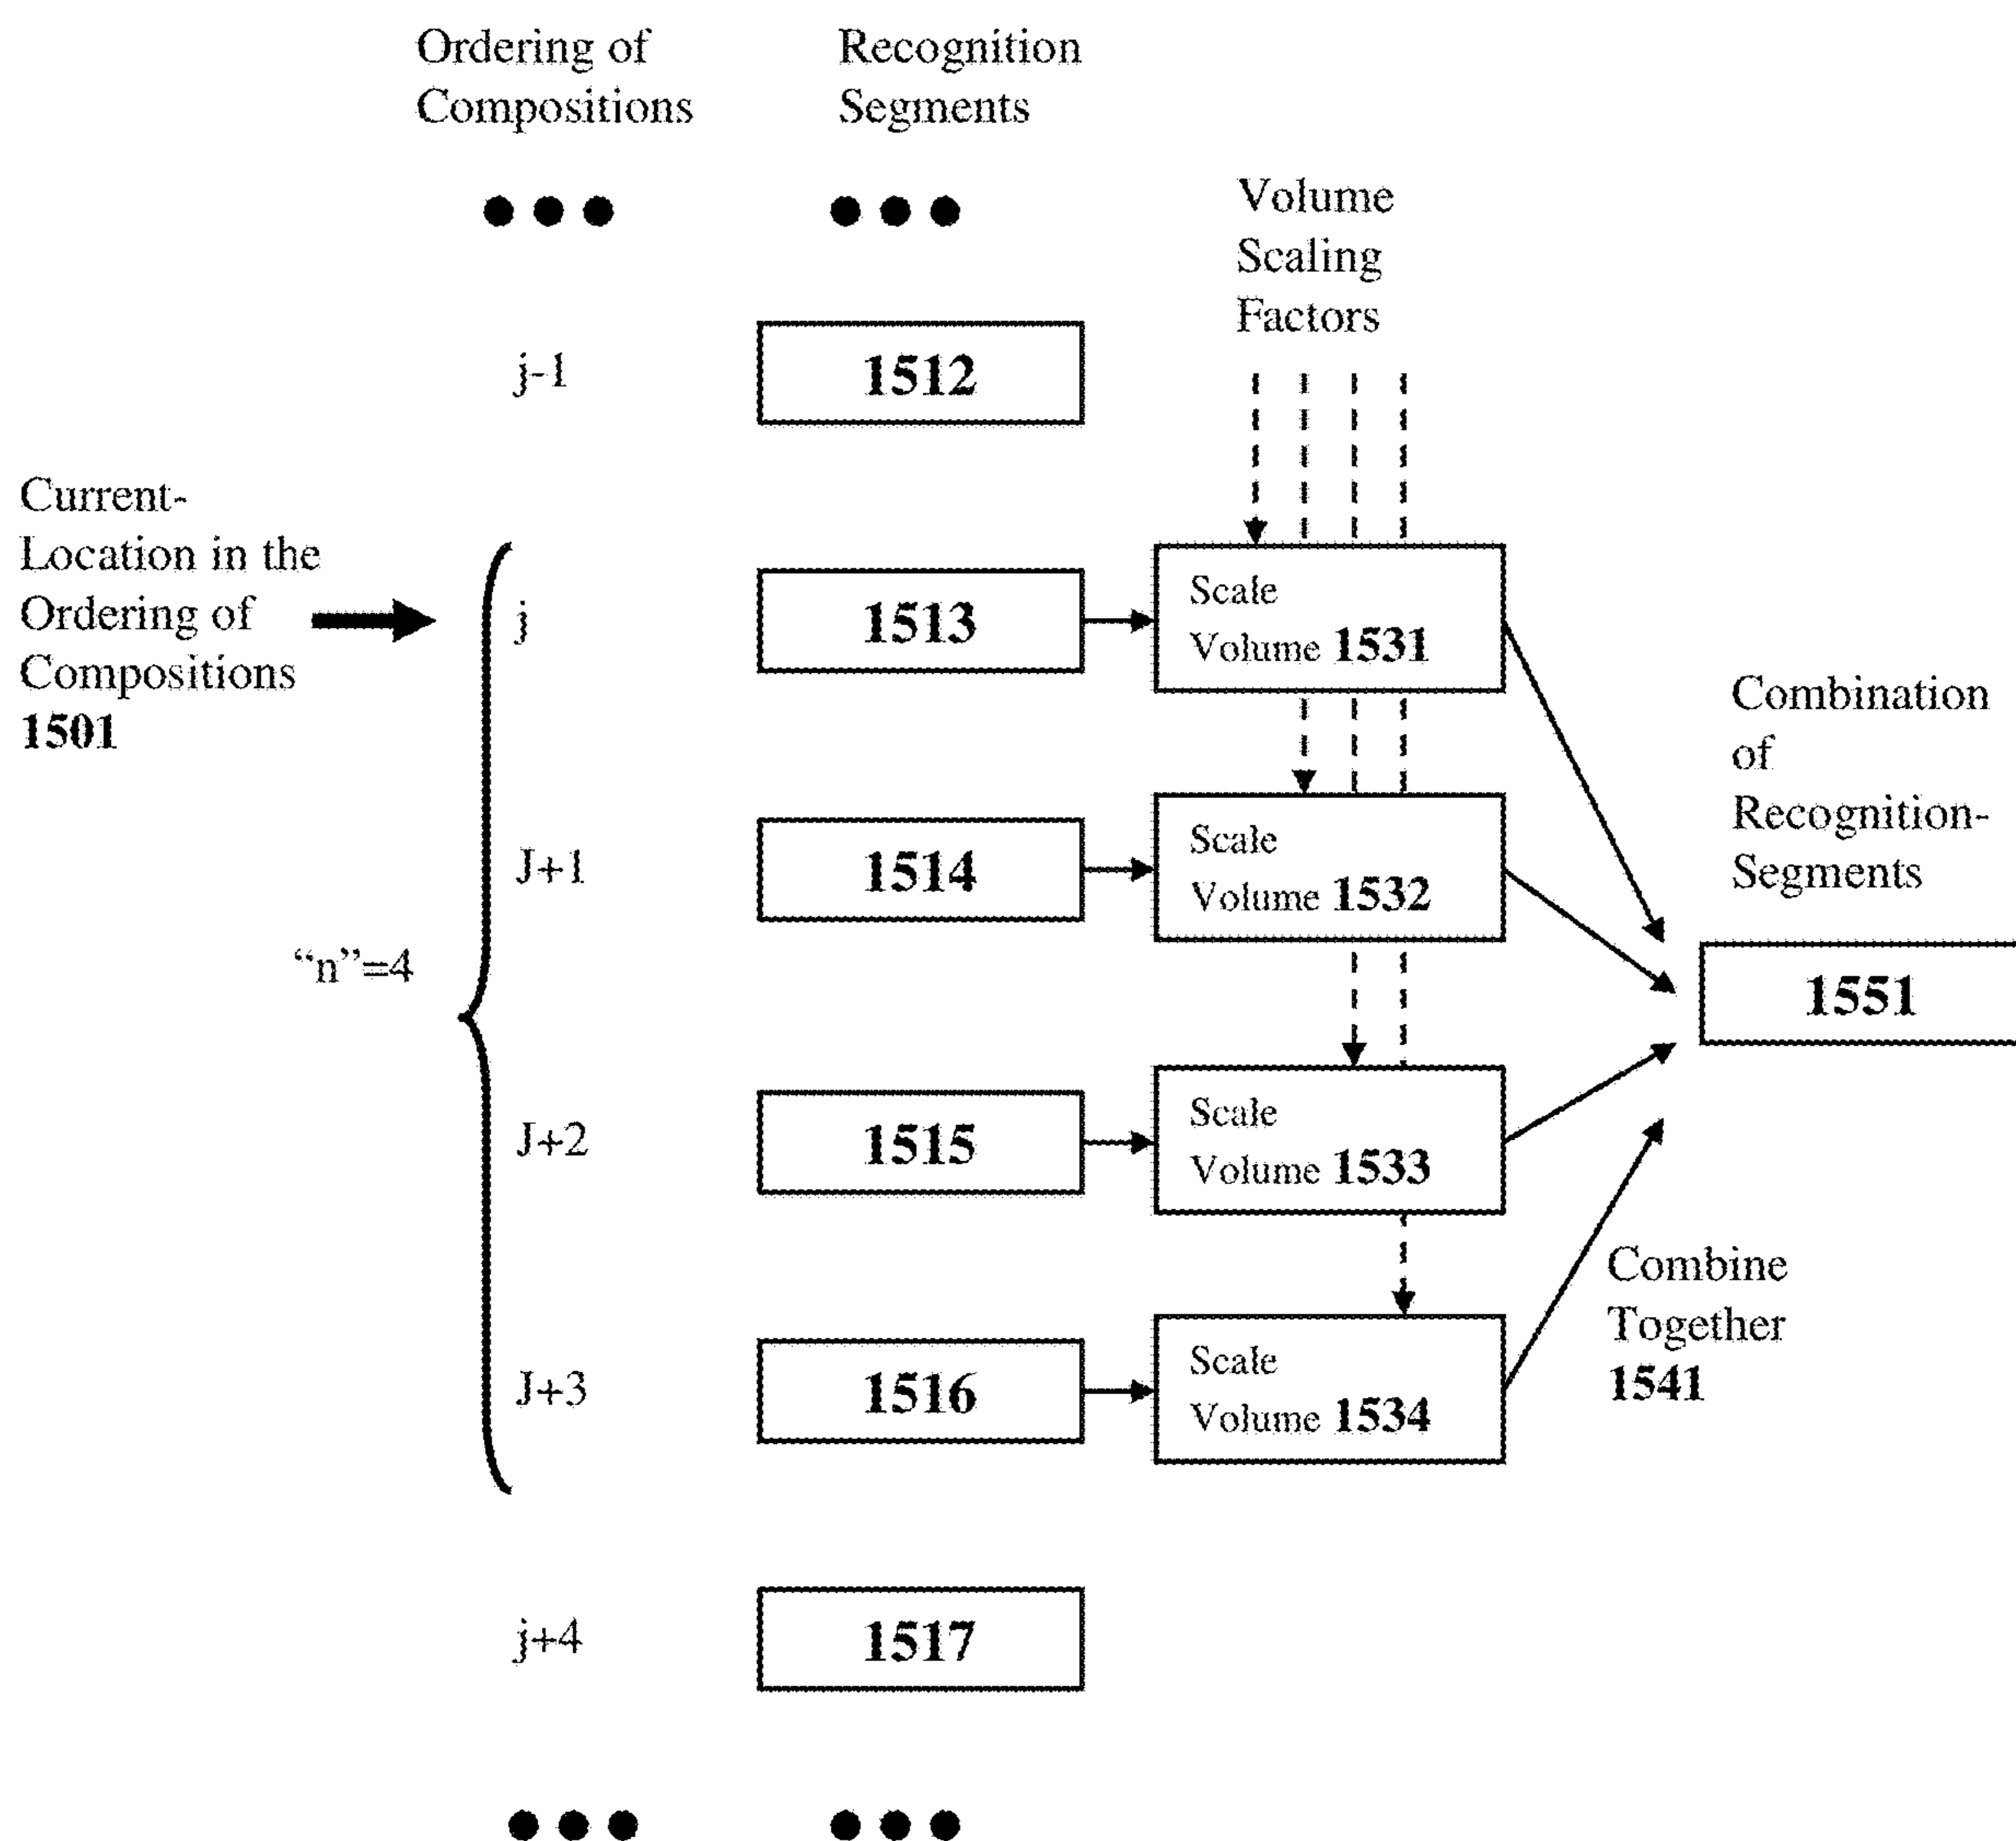 Ordering of
Compositions
Recognition
Segments
Volume
Scaling
Factors
j-1
1512
Current-
Location in the
Ordering of
Compositions
1501
j
1513
Scale
Volume 1531
Combination
of
Recognition-
Segments
J+1
1514
Scale
Volume 1532
“n”=4
1551
J+2
1515
Scale
Volume 1533
Combine
Together
1541
J+3
1516
Scale
Volume 1534
j+4
1517